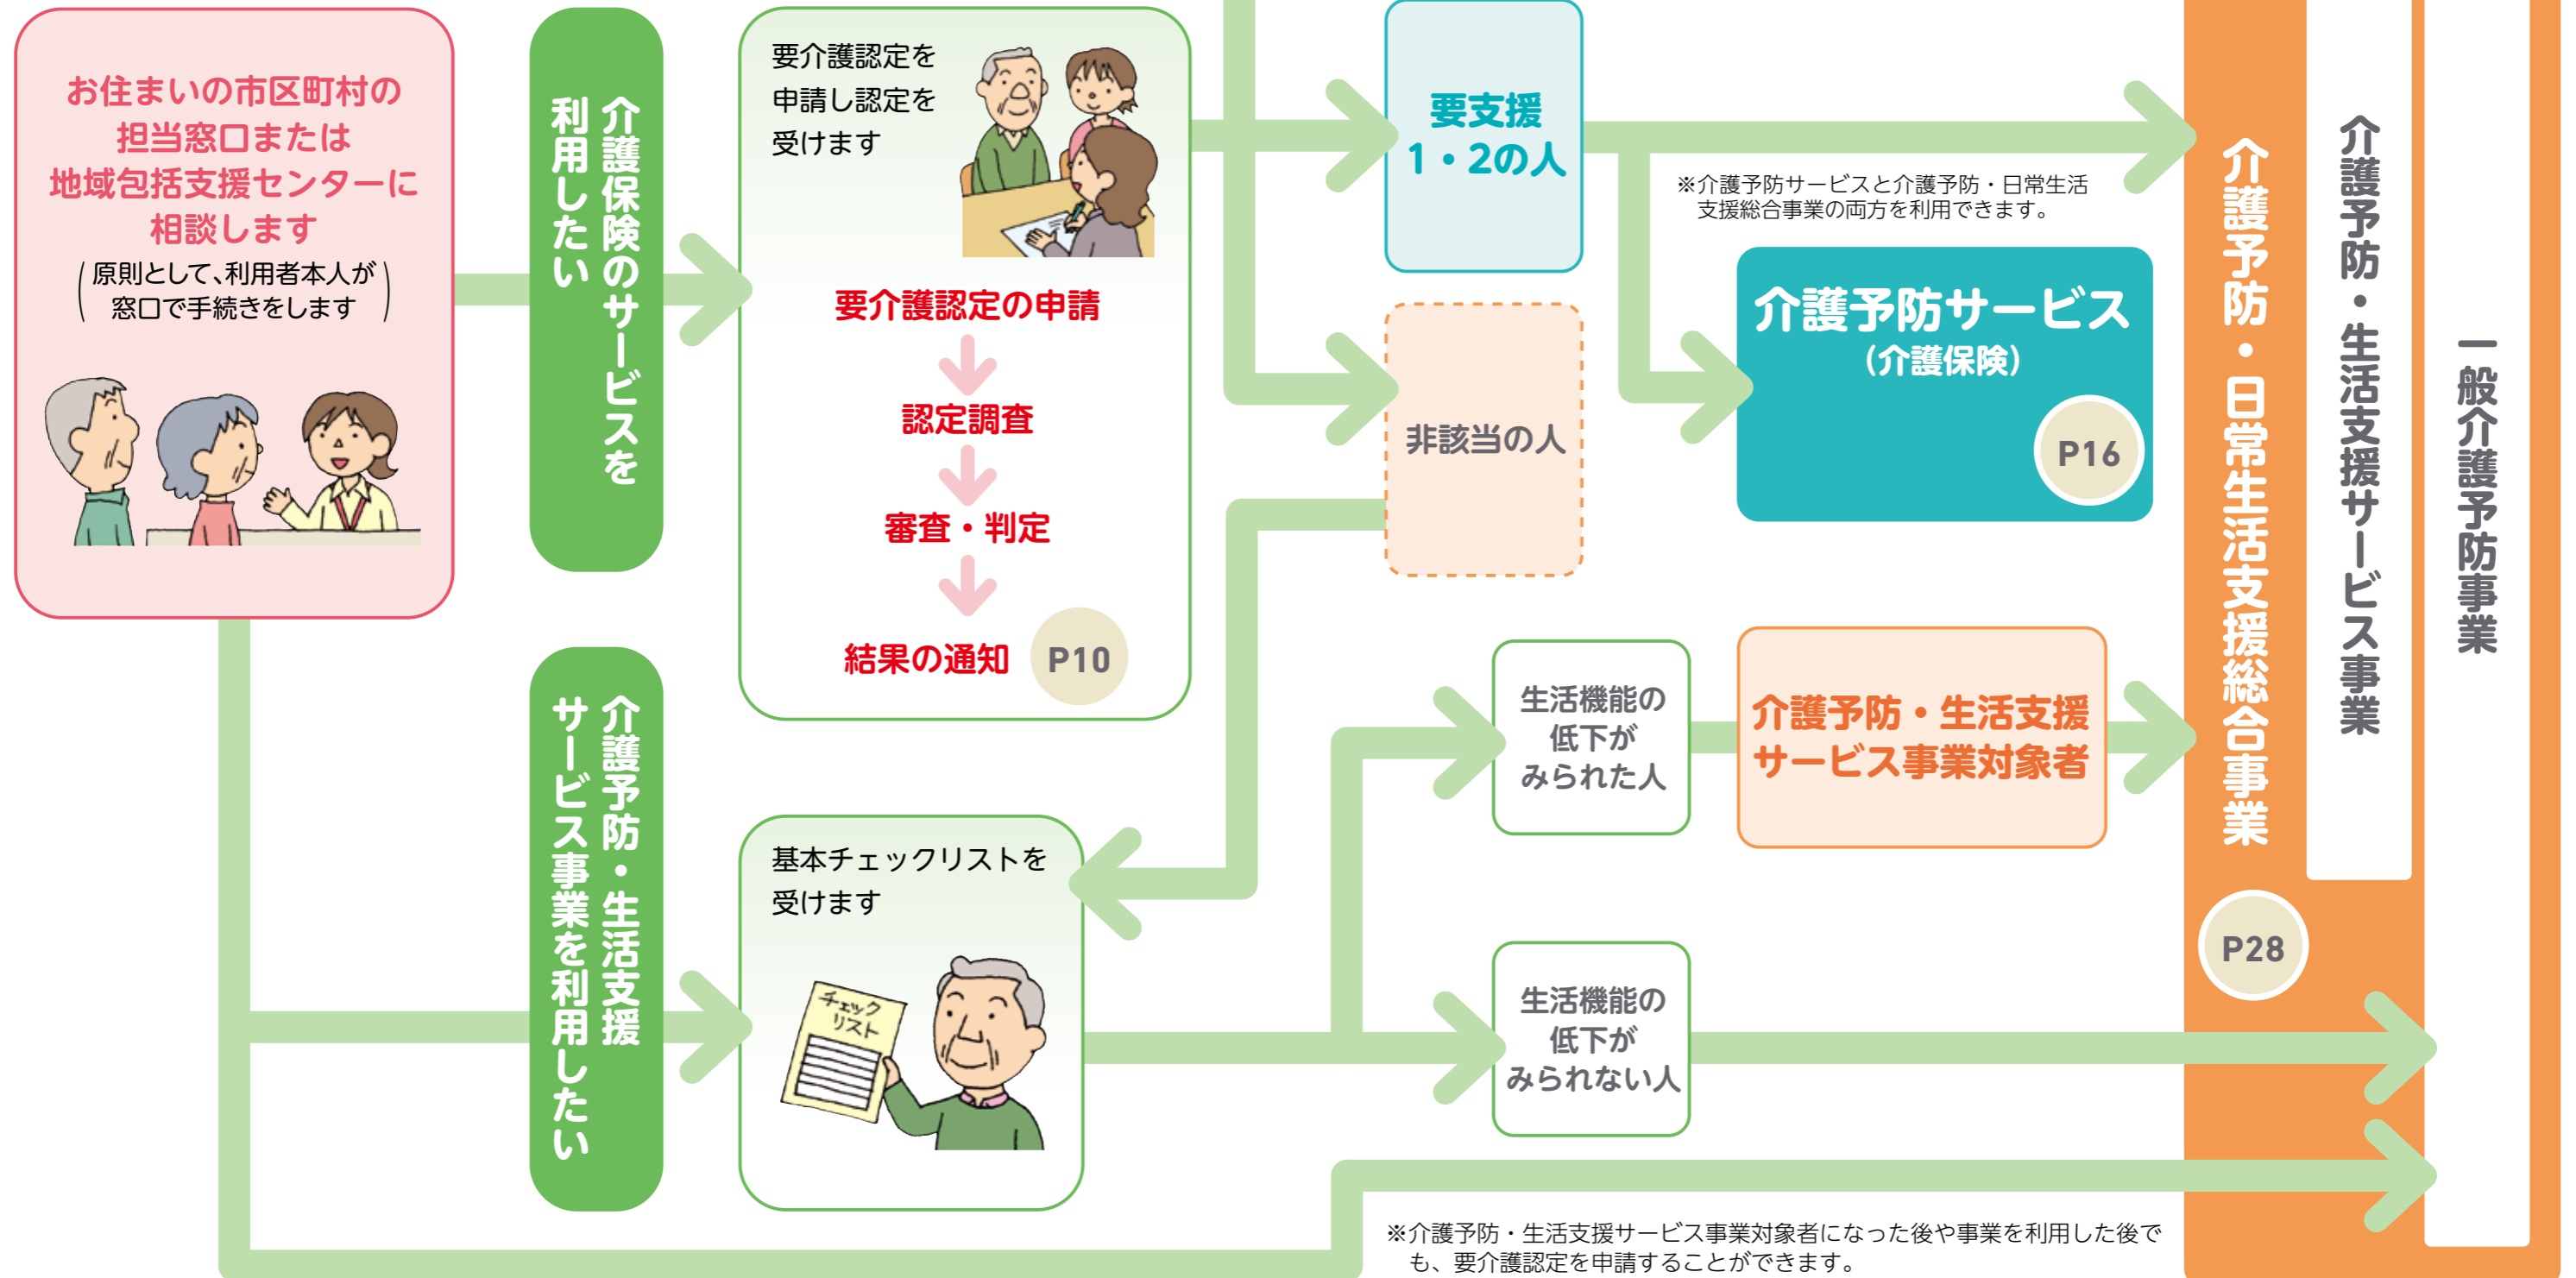 お住まいの市区町村の
担当窓口または
地域包括支援センターに
相談します
(原則として、利用者本人が
窓口で手続きをします)
介護保険のサービスを
利用したい
要介護認定を
申請し認定を
受けます
要介護認定の申請
認定調査
審査・判定
結果の通知 P10
要支援
1・2の人
※介護予防サービスと介護予防・日常生活
支援総合事業の両方を利用できます。
介護予防サービス
(介護保険)
P16
非該当の人
介護予防・生活支援
サービス事業を利用したい
基本チェックリストを
受けます
チェック
リスト
生活機能の
低下が
みられた人
介護予防・生活支援
サービス事業対象者
生活機能の
低下が
みられない人
※介護予防・生活支援サービス事業対象者になった後や事業を利用した後で
も、要介護認定を申請することができます。
介護予防・日常生活支援総合事業
P28
介護予防・生活支援サービス事業
一般介護予防事業